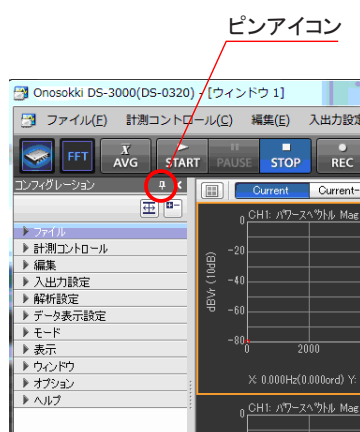 ピンアイコン
Onosokki DS-3000(DS-0320) - [ウィンドウ 1]
ファイル(F) 計測コントロール(C) 編集(E) 入出力設定
FFT X AVG START PAUSE STOP REC
コンフィグレーション
Current Current-
ファイル
計測コントロール
編集
入出力設定
解析設定
データ表示設定
モード
表示
ウィンドウ
オプション
ヘルプ
CH1: パワースペクトル Mag
0
-20
-40
-60
-80
dBVr (10dB)
0 2000
X: 0.000Hz(0.000ord) Y:
CH1: パワースペクトル Mag
0